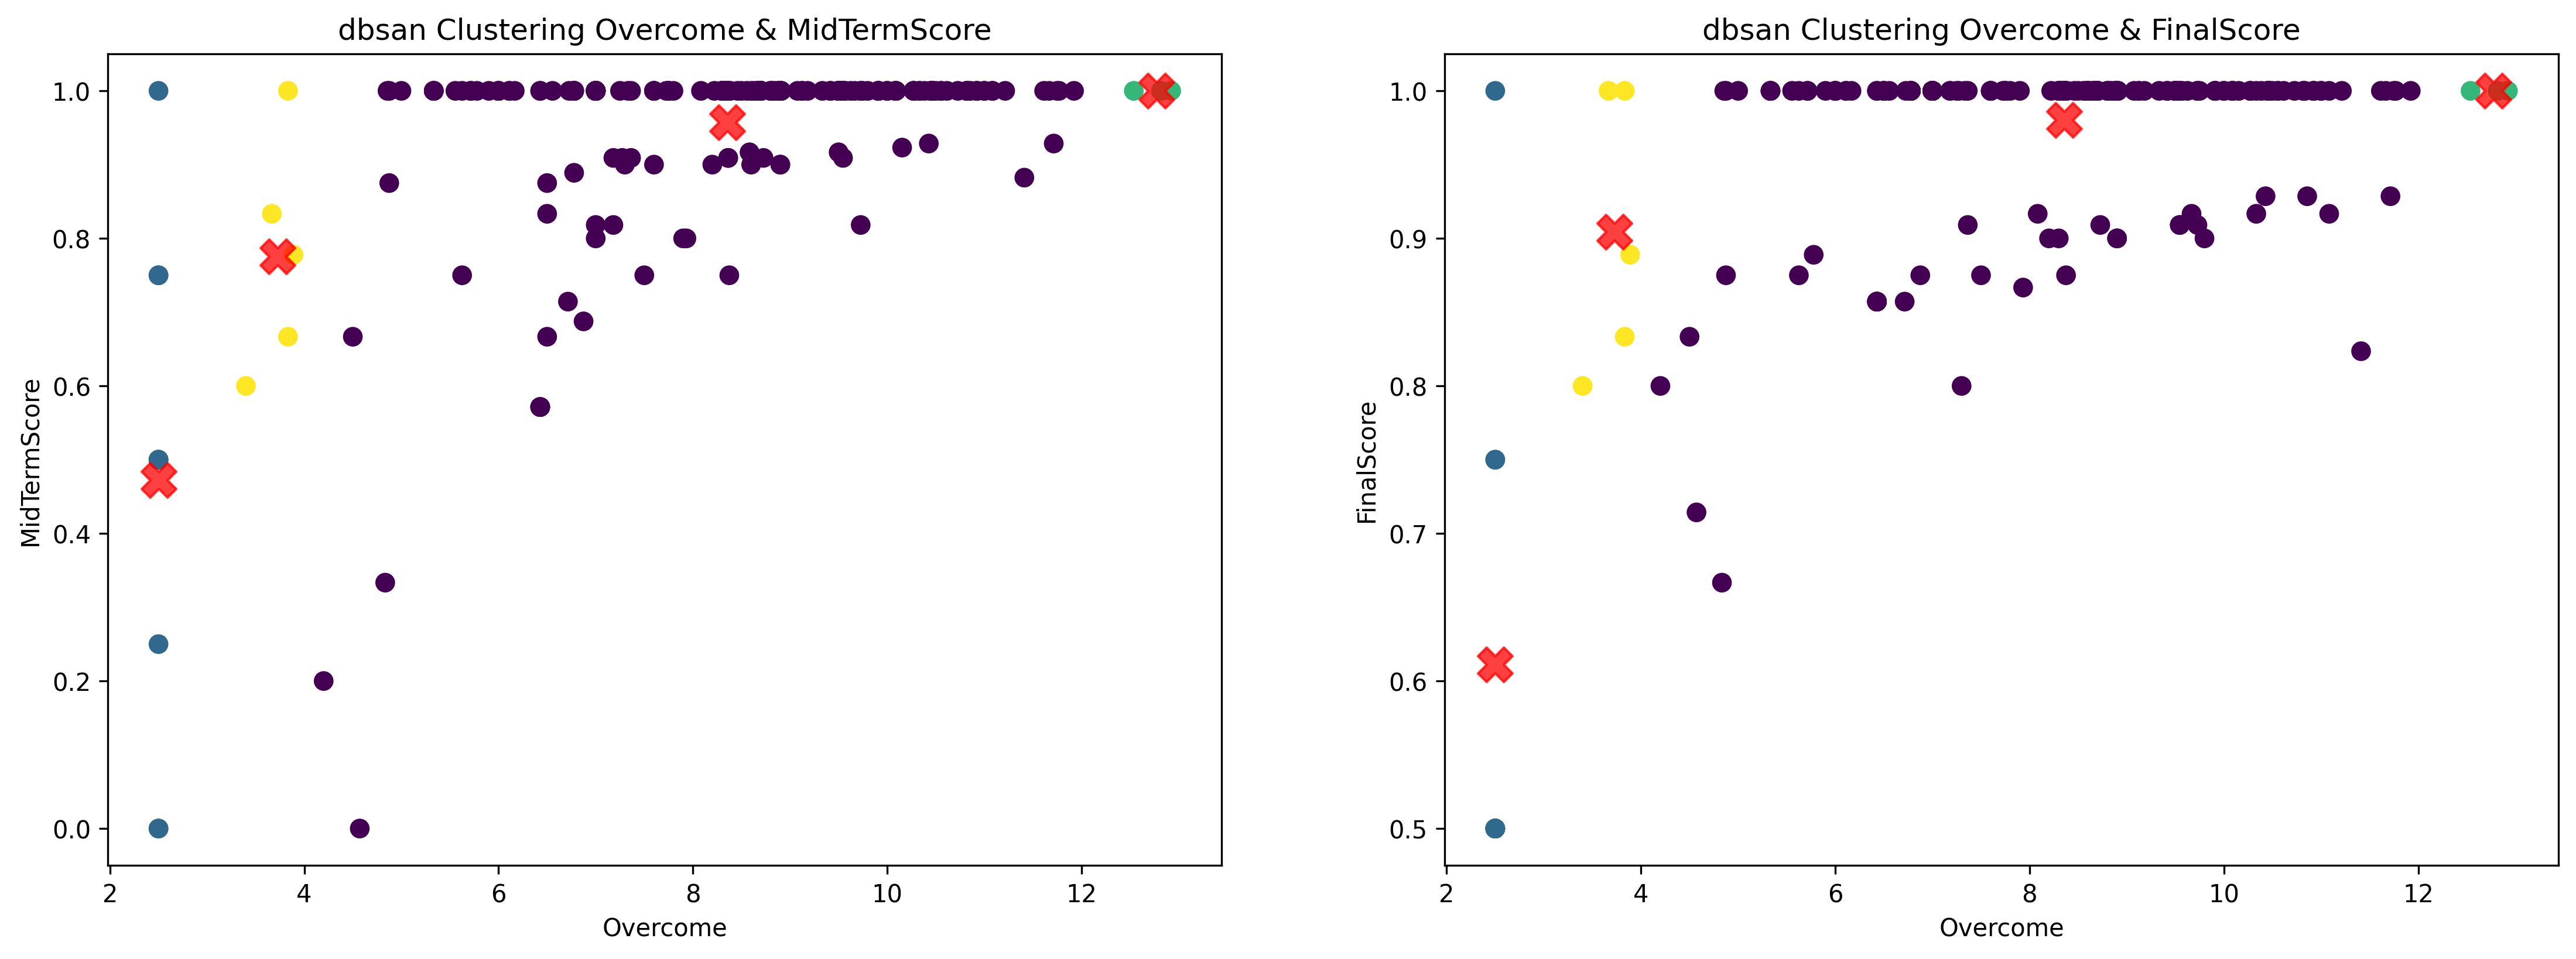 dbsan Clustering Overcome & MidTermScore
1.0
0.8
0.6
0.4
0.2
0.0
MidTermScore
2 4 6 8 10 12
Overcome
dbsan Clustering Overcome & FinalScore
1.0
0.9
0.8
0.7
0.6
0.5
FinalScore
2 4 6 8 10 12
Overcome